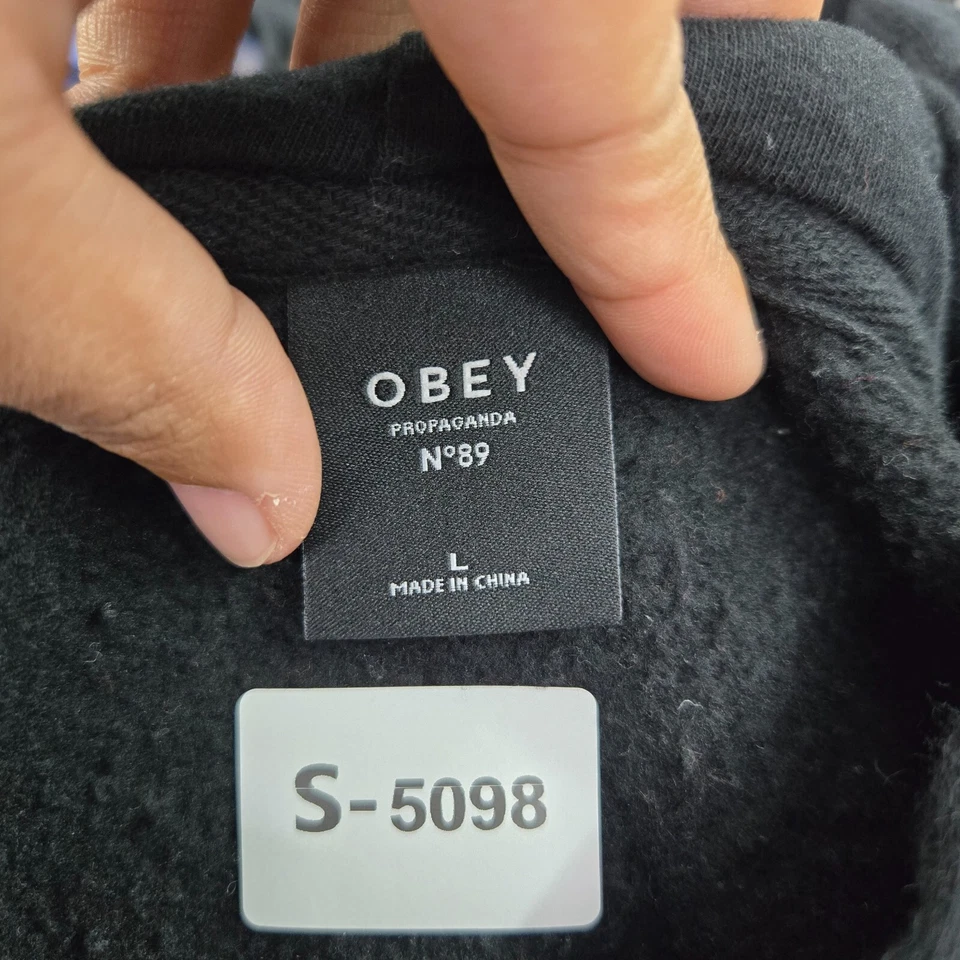 OBEY
PROPAGANDA
Nº89
L
MADE IN CHINA
S-5098